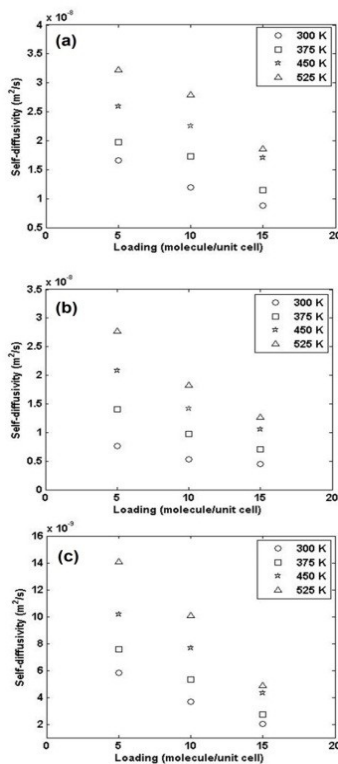 x 10⁻⁸
(a)
300 K
375 K
450 K
525 K
4
3.5
3
2.5
2
1.5
1
0.5
Self-diffusivity (m²/s)
0 5 10 15 20
Loading (molecule/unit cell)
(b)
300 K
375 K
450 K
525 K
3.5
3
2.5
2
1.5
1
0.5
0
Self-diffusivity (m²/s)
0 5 10 15 20
Loading (molecule/unit cell)
x 10⁻⁹
(c)
300 K
375 K
450 K
525 K
16
14
12
10
8
6
4
2
Self-diffusivity (m²/s)
0 5 10 15 20
Loading (molecule/unit cell)